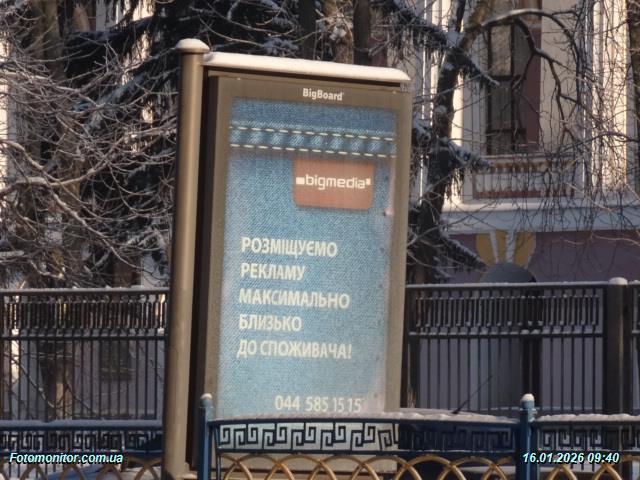 BigBoard
bigmedia
РОЗМІЩУЄМО
РЕКЛАМУ
МАКСИМАЛЬНО
БЛИЗЬКО
ДО СПОЖИВАЧА!
044 585 15 15
Fotomonitor.com.ua
16.01.2026 09:40